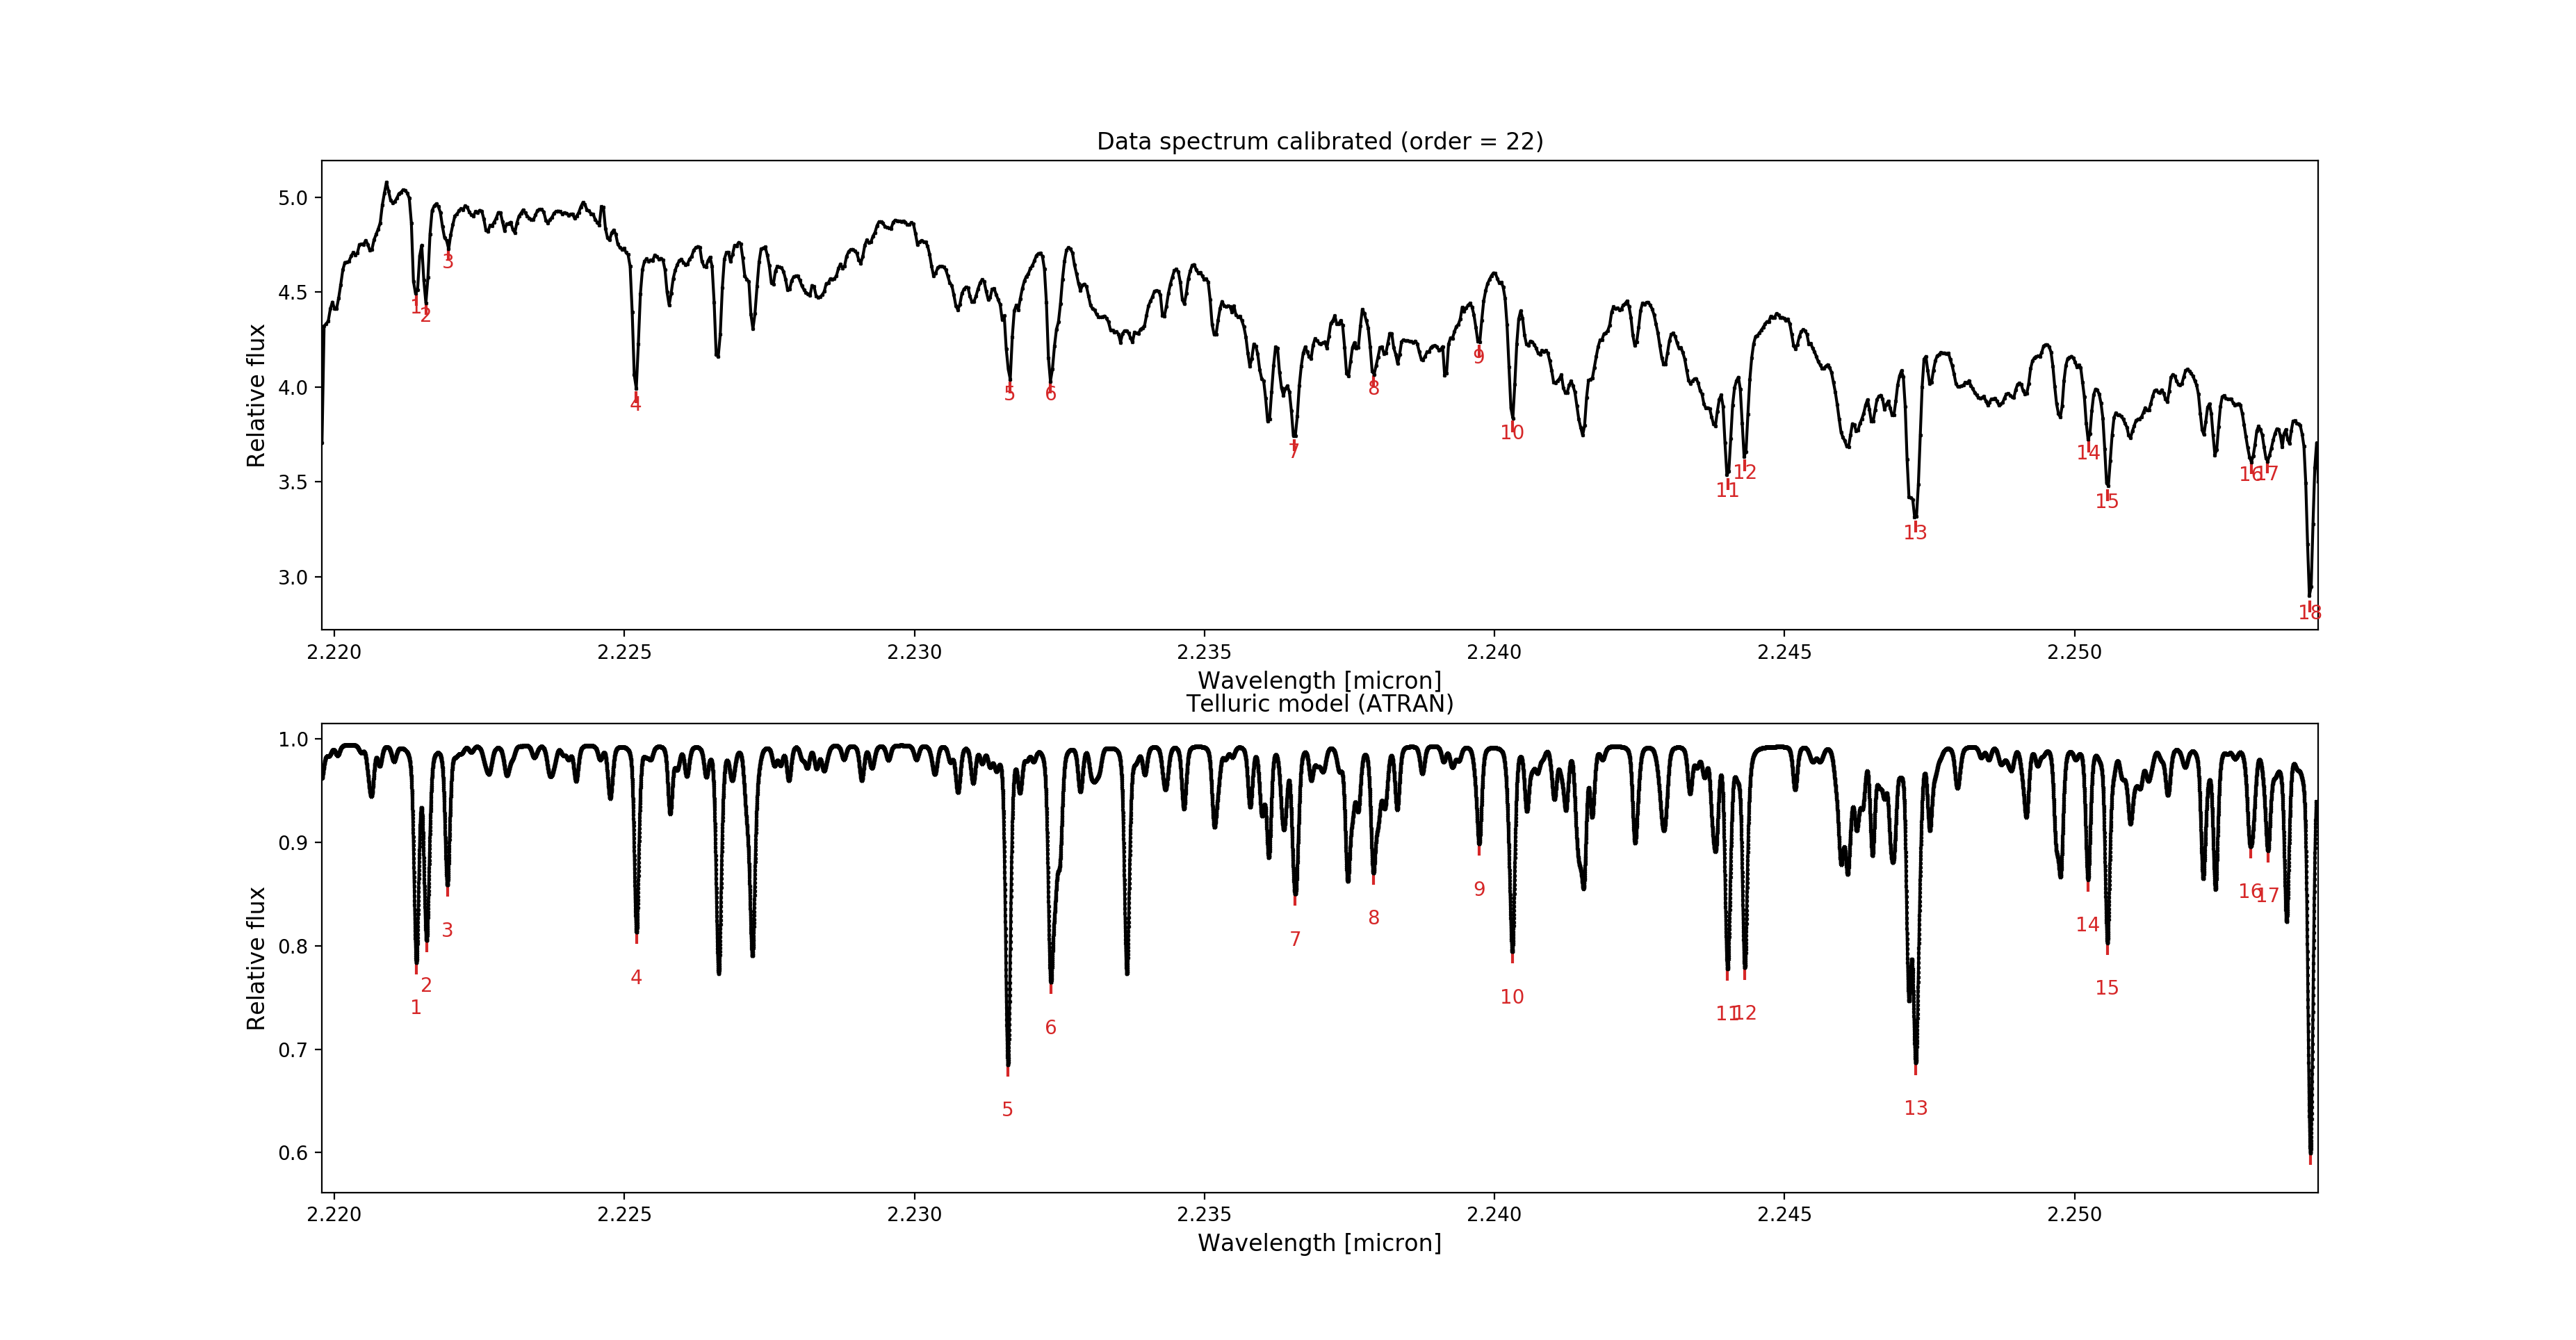 Data spectrum calibrated (order = 22)
Relative flux
5.0
4.5
4.0
3.5
3.0
1 2 3 4 5 6 7 8 9 10 11 12 13 14 15 16 17 18
2.220 2.225 2.230 2.235 2.240 2.245 2.250
Wavelength [micron]
Telluric model (ATRAN)
Relative flux
1.0
0.9
0.8
0.7
0.6
1 2 3 4 5 6 7 8 9 10 11 12 13 14 15 16 17
2.220 2.225 2.230 2.235 2.240 2.245 2.250
Wavelength [micron]